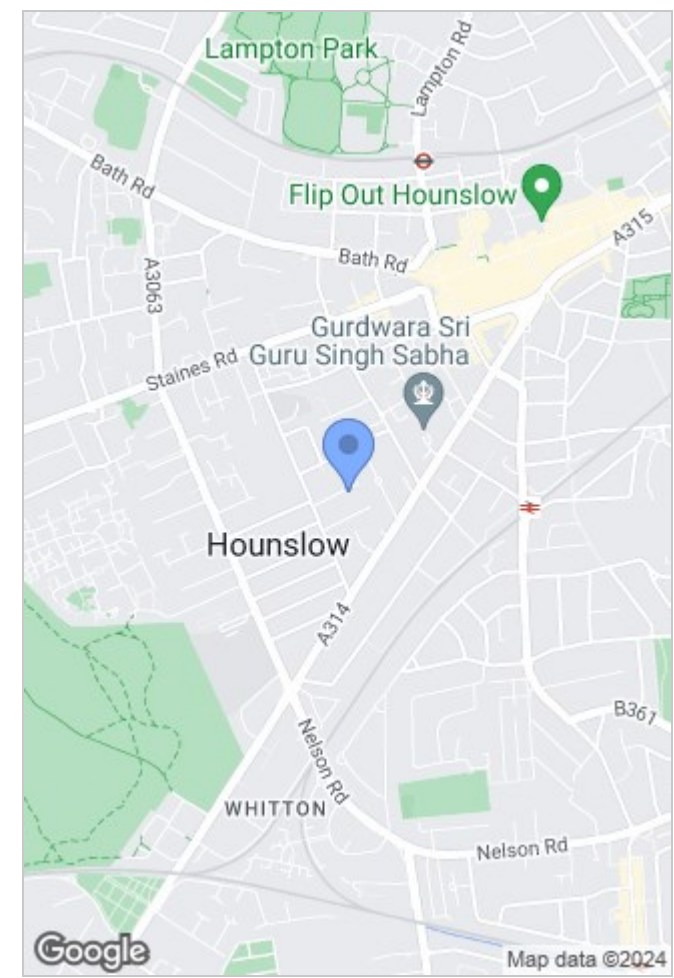 Lampton Park
Lampton Rd
Bath Rd
Flip Out Hounslow
A315
Bath Rd
A3063
Gurdwara Sri
Guru Singh Sabha
Staines Rd
Hounslow
A314
B361
Nelson Rd
WHITTON
Nelson Rd
Google
Map data ©2024